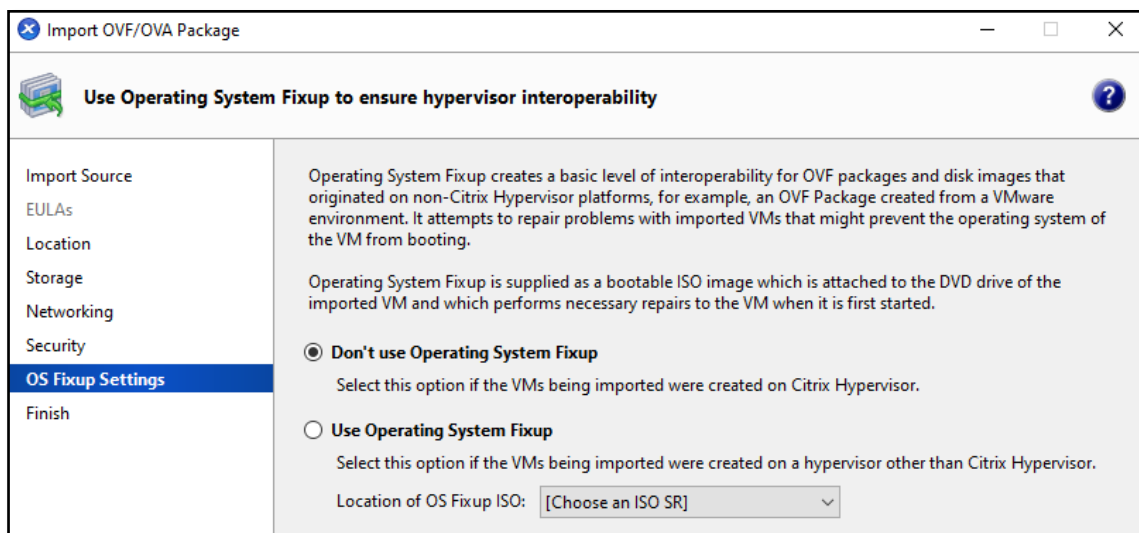 Import OVF/OVA Package
Use Operating System Fixup to ensure hypervisor interoperability
?
Import Source
EULAs
Location
Storage
Networking
Security
OS Fixup Settings
Finish
Operating System Fixup creates a basic level of interoperability for OVF packages and disk images that
originated on non-Citrix Hypervisor platforms, for example, an OVF Package created from a VMware
environment. It attempts to repair problems with imported VMs that might prevent the operating system of
the VM from booting.
Operating System Fixup is supplied as a bootable ISO image which is attached to the DVD drive of the
imported VM and which performs necessary repairs to the VM when it is first started.
Don't use Operating System Fixup
Select this option if the VMs being imported were created on Citrix Hypervisor.
Use Operating System Fixup
Select this option if the VMs being imported were created on a hypervisor other than Citrix Hypervisor.
Location of OS Fixup ISO: [Choose an ISO SR]